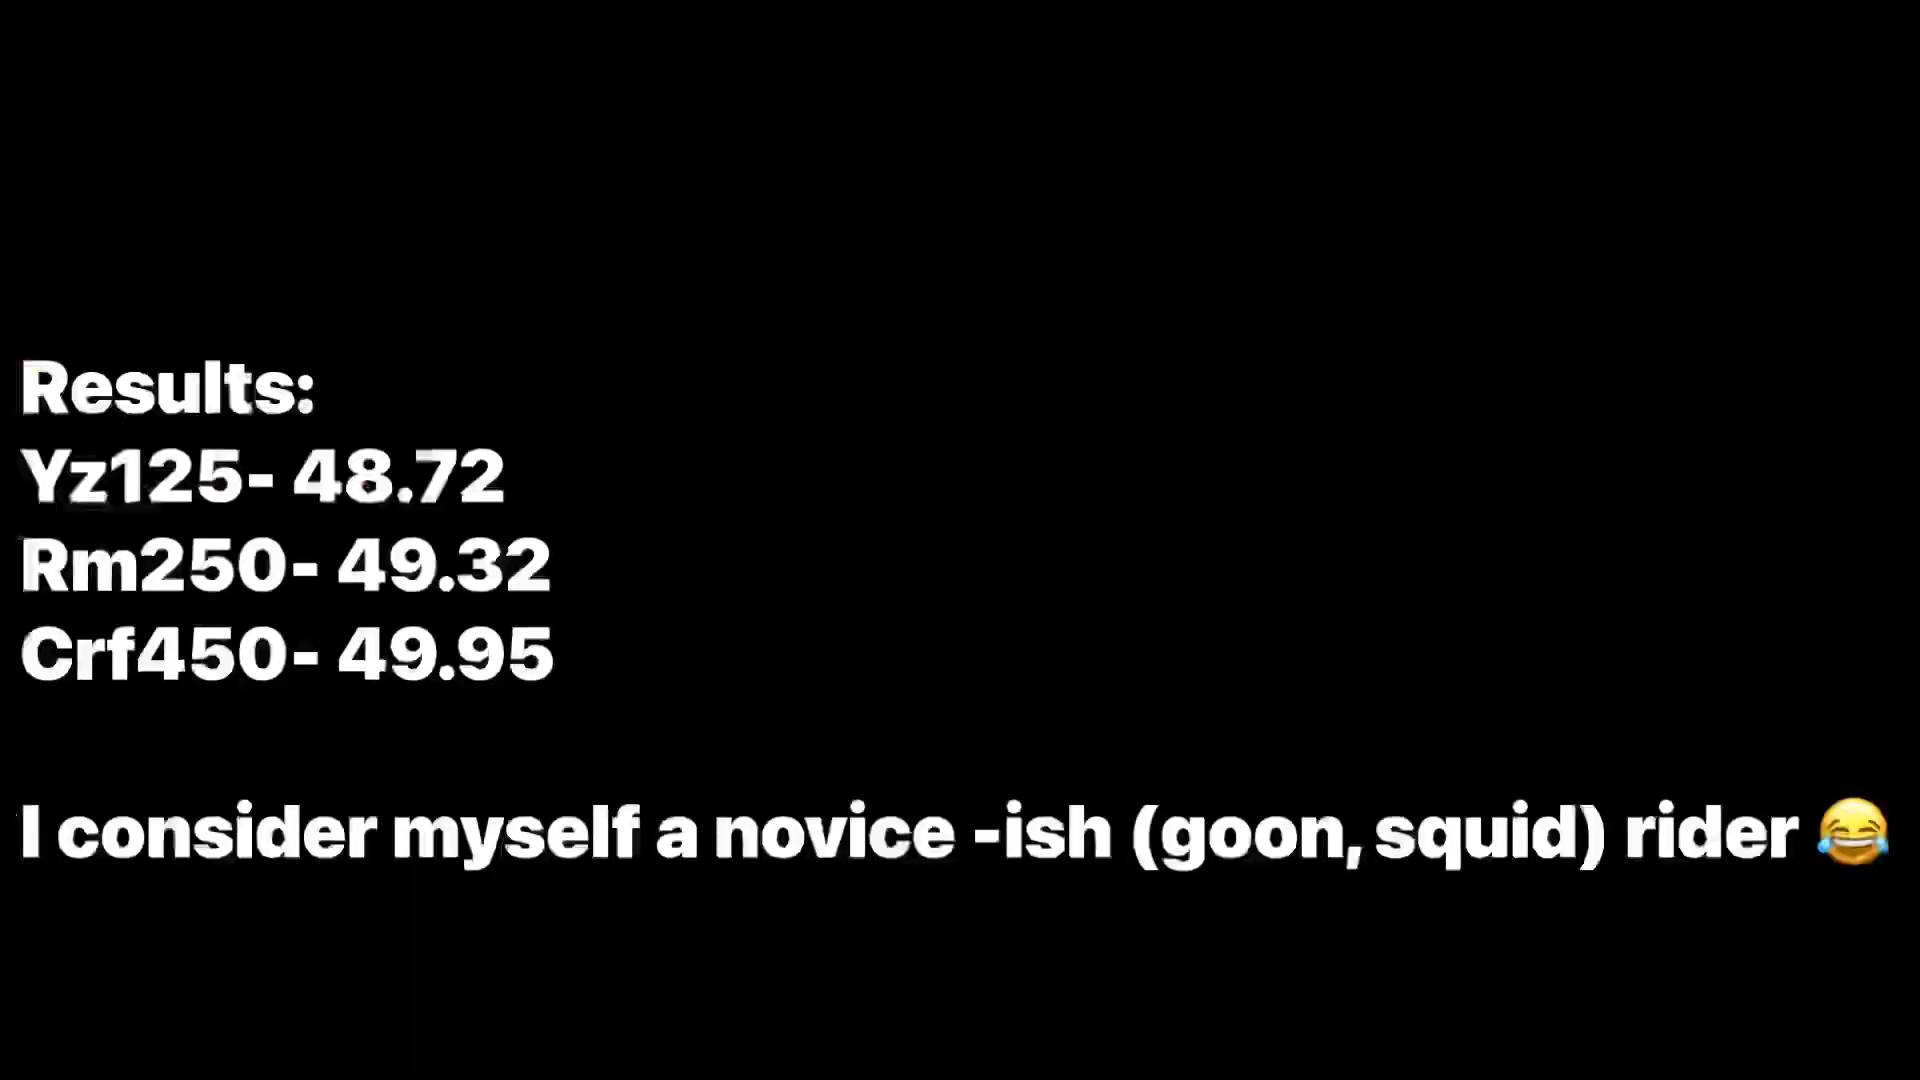 Results:
Yz125- 48.72
Rm250- 49.32
Crf450- 49.95
I consider myself a novice -ish (goon, squid) rider 😂